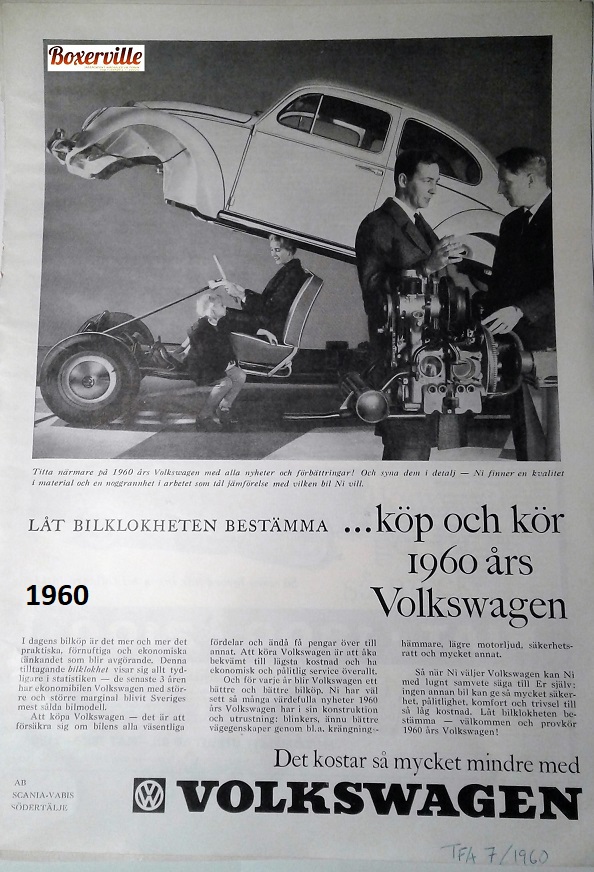 Boxerville
Titta närmare på 1960 års Volkswagen med alla nyheter och förbättringar! Och syna dem i detalj — Ni finner en kvalitet
i material och en noggrannhet i arbetet som tål jämförelse med vilken bil Ni vill.
LÅT BILKLOKHETEN BESTÄMMA ...köp och kör
1960 års
Volkswagen
1960
I dagens bilköp är det mer och mer det
praktiska, förnuftiga och ekonomiska
tänkandet som blir avgörande. Denna
tilltagande bilklokhet visar sig allt tyd-
ligare i statistiken — de senaste 3 åren
har ekonomibilen Volkswagen med stör-
re och större marginal blivit Sveriges
mest sålda bilmodell.
Att köpa Volkswagen — det är att
försäkra sig om bilens alla väsentliga
fördelar och ändå få pengar över till
annat. Att köra Volkswagen är att åka
bekvämt till lägsta kostnad och ha
ekonomisk och pålitlig service överallt.
Och för varje år blir Volkswagen ett
bättre och bättre bilköp. Ni har väl
sett så många värdefulla nyheter 1960
års Volkswagen har i sin konstruktion
och utrustning: blinkers, ännu bättre
vägegenskaper genom bl.a. krängning-
hämmare, lägre motorljud, säkerhets-
ratt och mycket annat.
Så när Ni väljer Volkswagen kan Ni
med lugnt samvete säga till Er själv:
ingen annan bil kan ge så mycket säker-
het, pålitlighet, komfort och trivsel till
så låg kostnad. Låt bilklokheten be-
stämma — välkommen och provkör
1960 års Volkswagen!
Det kostar så mycket mindre med
VOLKSWAGEN
AB
SCANIA-VABIS
SÖDERTÄLJE
TFA 7/1960